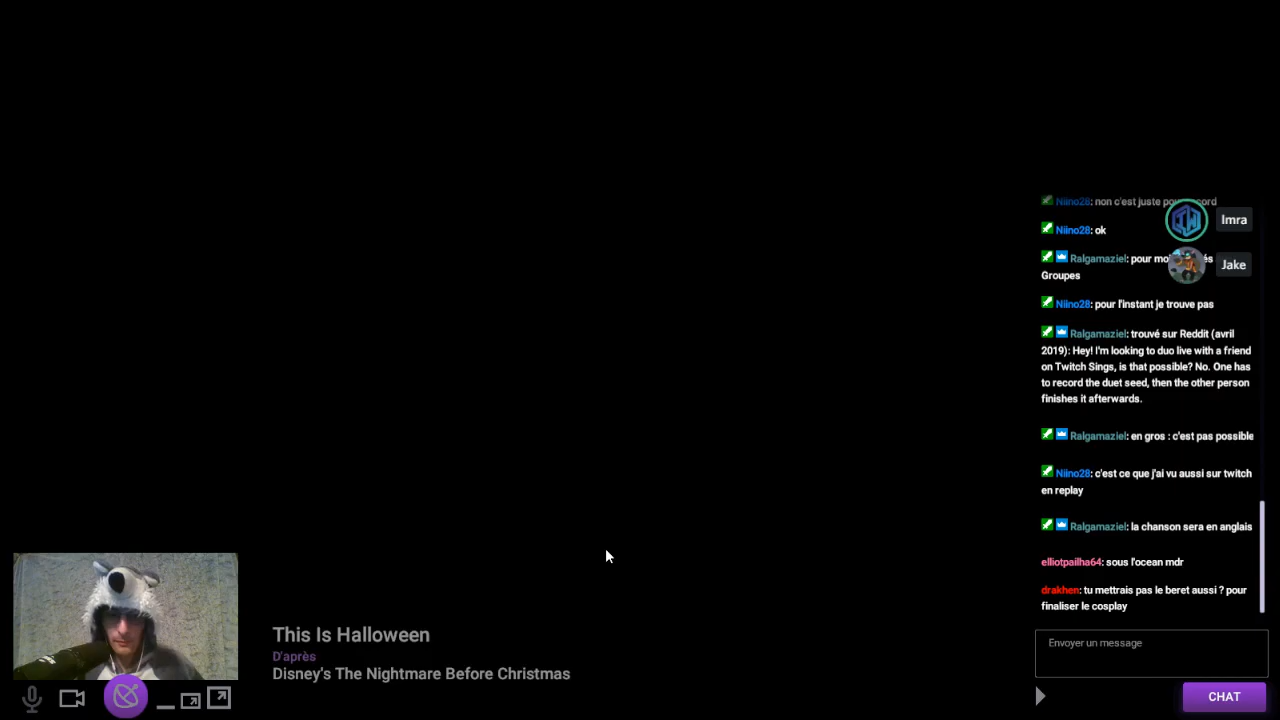 Niino28: non c'est juste
Imra
Niino28: ok
Ralgamaziel: pour
Groupes
Jake
Niino28: pour l'instant je trouve pas
Ralgamaziel: trouvé sur Reddit (avril
2019): Hey! I'm looking to duo live with a friend
on Twitch Sings, is that possible? No. One has
to record the duet seed, then the other person
finishes it afterwards.
Ralgamaziel: en gros : c'est pas possible
Niino28: c'est ce que j'ai vu aussi sur twitch
en replay
Ralgamaziel: la chanson sera en anglais
elliotpailha64: sous l'ocean mdr
drakhen: tu mettrais pas le beret aussi ? pour
finaliser le cosplay
Envoyer un message
CHAT
This Is Halloween
D'après
Disney's The Nightmare Before Christmas